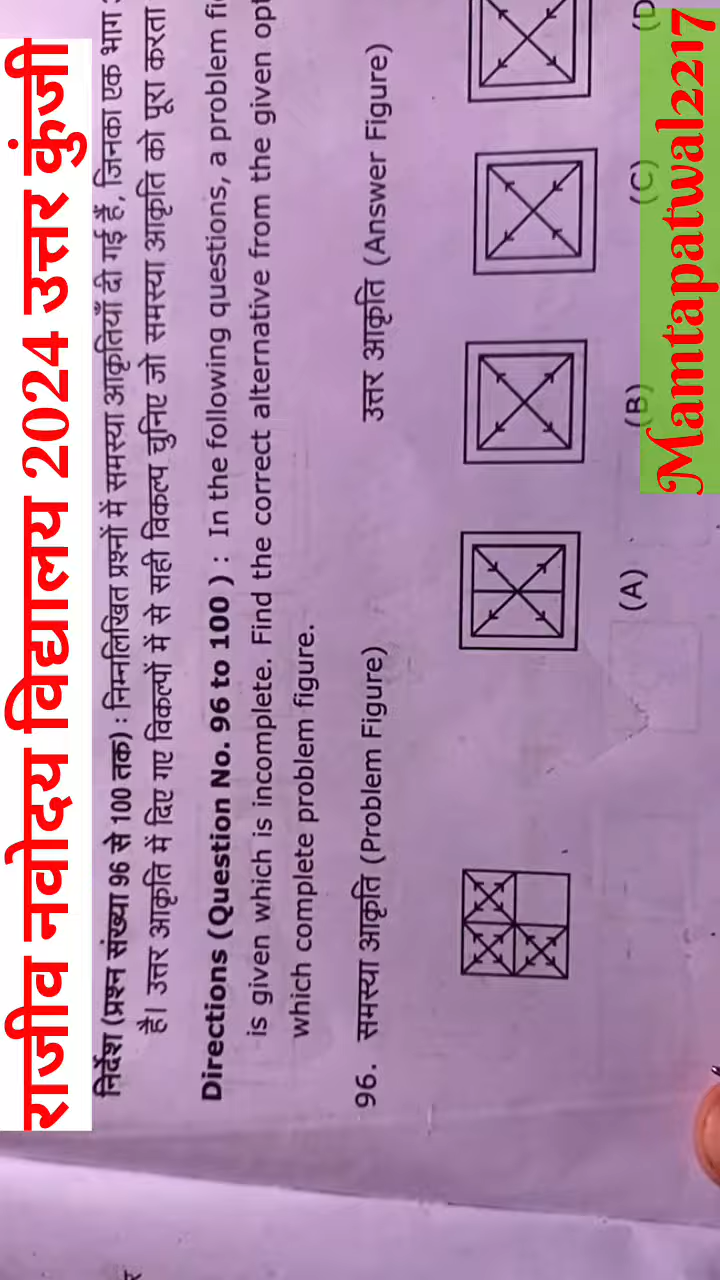 राजीव नवोदय विद्यालय 2024 उत्तर कुंजी
निर्देश (प्रश्न संख्या 96 से 100 तक) : निम्नलिखित प्रश्नों में समस्या आकृतियाँ दी गई हैं, जिनका एक भाग
है। उत्तर आकृति में दिए गए विकल्पों में से सही विकल्प चुनिए जो समस्या आकृति को पूरा करता
Directions (Question No. 96 to 100 ) : In the following questions, a problem
is given which is incomplete. Find the correct alternative from the given
which complete problem figure.
96. समस्या आकृति (Problem Figure) उत्तर आकृति (Answer Figure)
(A) (B) (C) (D
Mamtapatwal2217